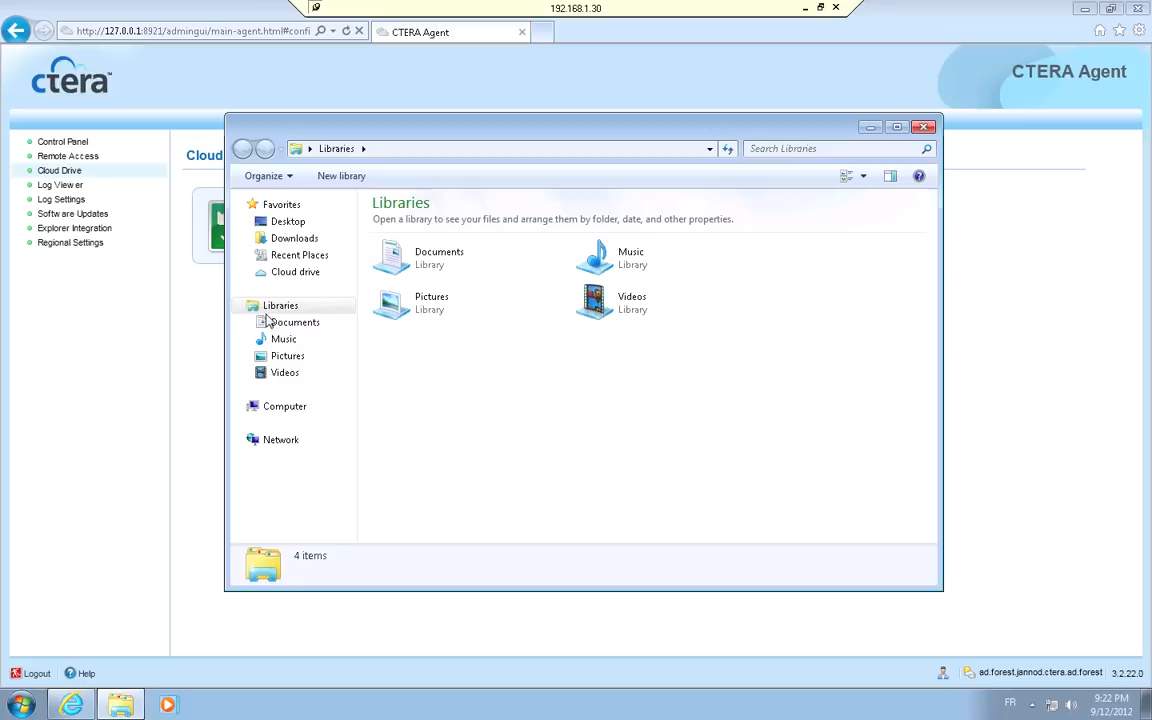 192.168.1.30
http://127.0.0.1:8921/admingui/main-agent.html#confi
CTERA Agent
ctera™
CTERA Agent
Control Panel
Remote Access
Cloud Drive
Log Viewer
Log Settings
Software Updates
Explorer Integration
Regional Settings
Cloud
Libraries
Search Libraries
Organize
New library
Favorites
Desktop
Downloads
Recent Places
Cloud drive
Libraries
Documents
Music
Pictures
Videos
Computer
Network
Libraries
Open a library to see your files and arrange them by folder, date, and other properties.
Documents
Library
Music
Library
Pictures
Library
Videos
Library
4 items
Logout
Help
ad.forest.jannod.ctera.ad.forest
3.2.22.0
FR
9:22 PM
9/12/2012